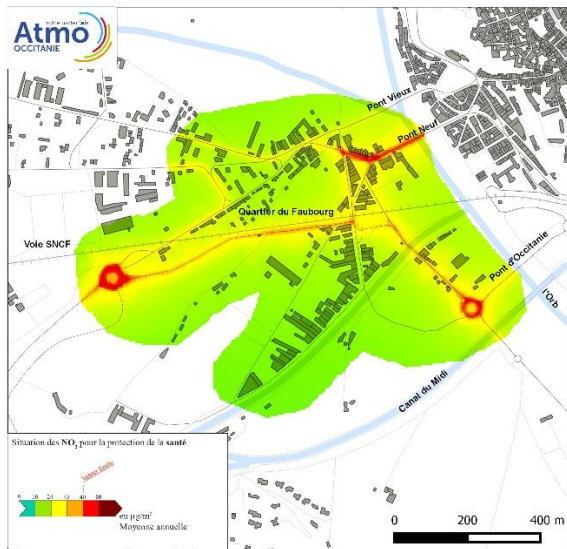 Atmo
OCCITANIE
Pont Vieux
Pont Neuf
Quartier du Faubourg
Voie SNCF
Pont d'Occitanie
l'Orb
Canal du Midi
Situation des NO₂ pour la protection de la santé
Valeur limite
en µg/m³
Moyenne annuelle
0 200 400 m